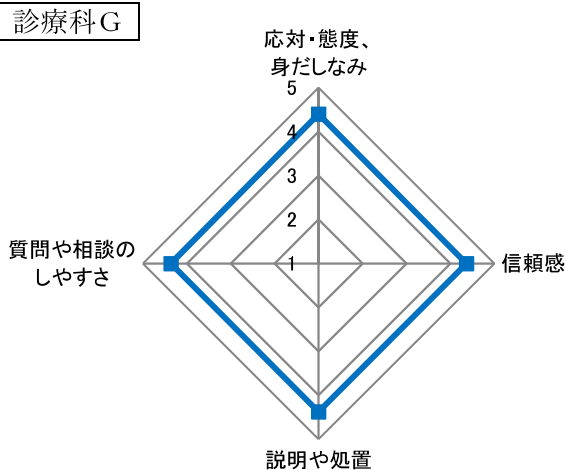 診療科G
応対・態度、
身だしなみ
5
4
3
2
1
質問や相談の
しやすさ
信頼感
説明や処置